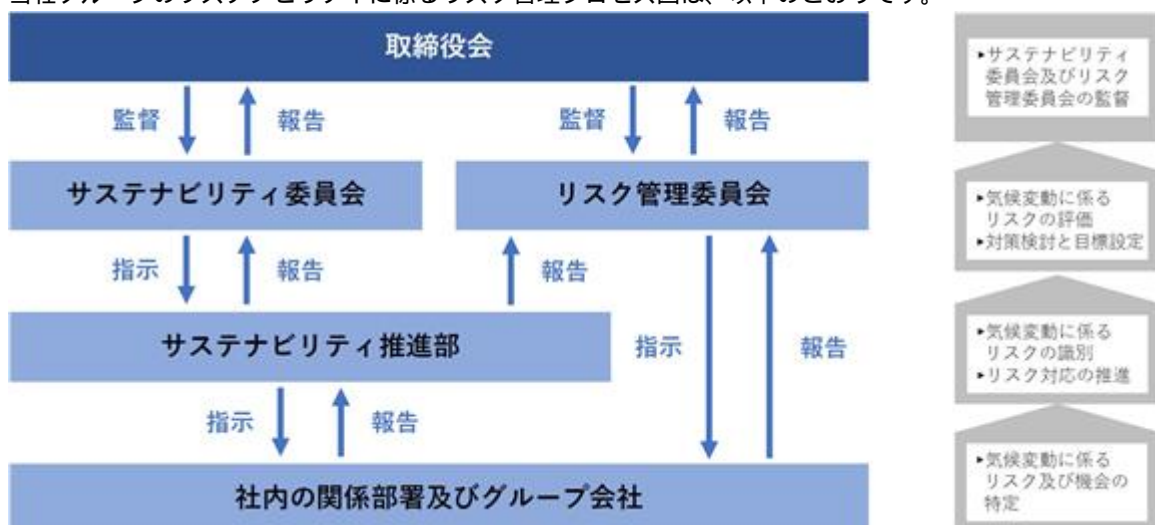 当社グループのサステナビリティに係るリスク管理プロセス図は、以下のとおりです。
取締役会
監督
報告
監督
報告
サステナビリティ委員会
リスク管理委員会
指示
報告
報告
サステナビリティ推進部
指示
報告
指示
報告
社内の関係部署及びグループ会社
▸サステナビリティ
委員会及びリスク
管理委員会の監督
▸気候変動に係る
リスクの評価
▸対策検討と目標設定
▸気候変動に係る
リスクの識別
▸リスク対応の推進
▸気候変動に係る
リスク及び機会の
特定